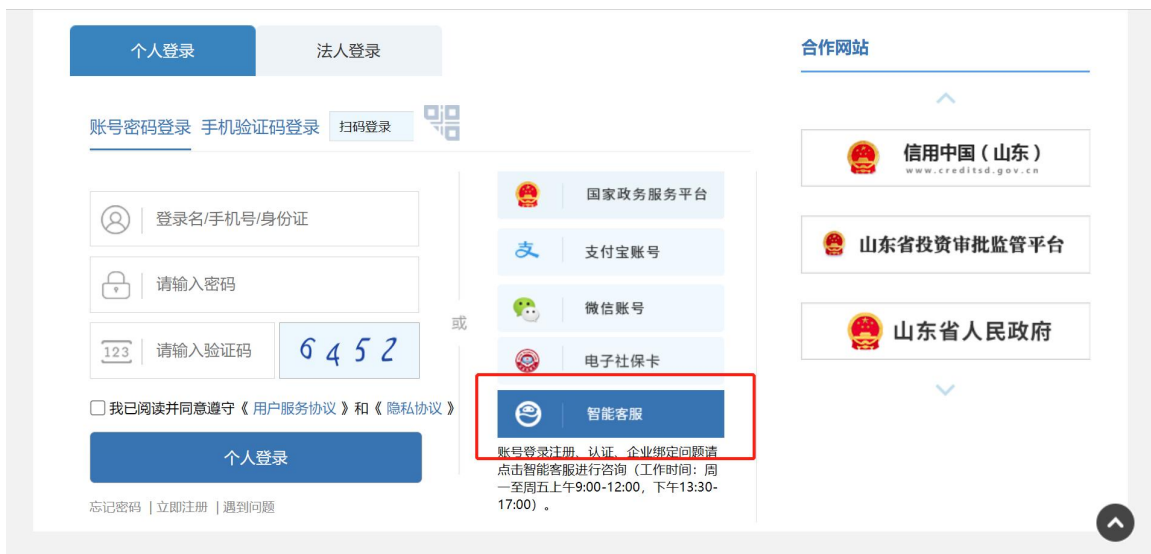 个人登录
法人登录
账号密码登录
手机验证码登录
扫码登录
登录名/手机号/身份证
请输入密码
123
请输入验证码
6452
我已阅读并同意遵守《用户服务协议》和《隐私协议》
个人登录
忘记密码 | 立即注册 | 遇到问题
或
国家政务服务平台
支 支付宝账号
微信账号
电子社保卡
智能客服
账号登录注册、认证、企业绑定问题请
点击智能客服进行咨询（工作时间：周
一至周五上午9:00-12:00，下午13:30-
17:00）。
合作网站
信用中国（山东）
www.creditsd.gov.cn
山东省投资审批监管平台
山东省人民政府